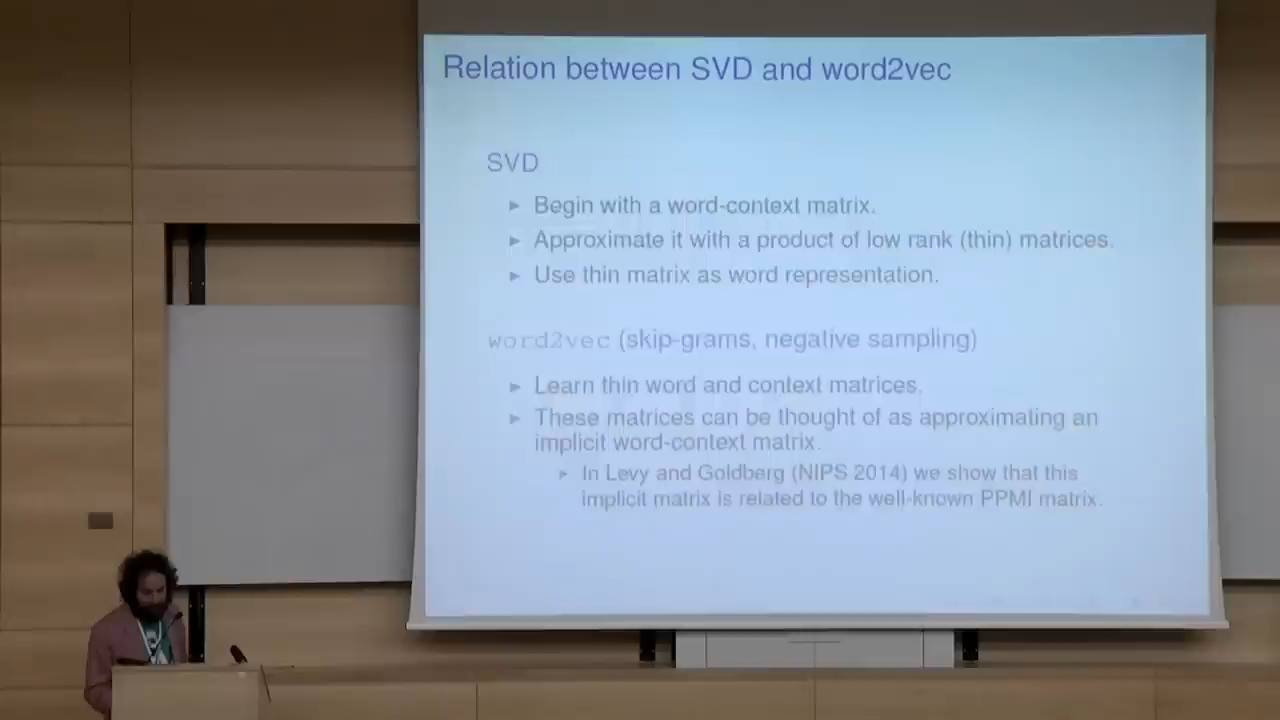 Relation between SVD and word2vec
SVD
► Begin with a word-context matrix.
► Approximate it with a product of low rank (thin) matrices.
► Use thin matrix as word representation.
word2vec (skip-grams, negative sampling)
► Learn thin word and context matrices.
► These matrices can be thought of as approximating an
implicit word-context matrix.
► In Levy and Goldberg (NIPS 2014) we show that this
implicit matrix is related to the well-known PPMI matrix.